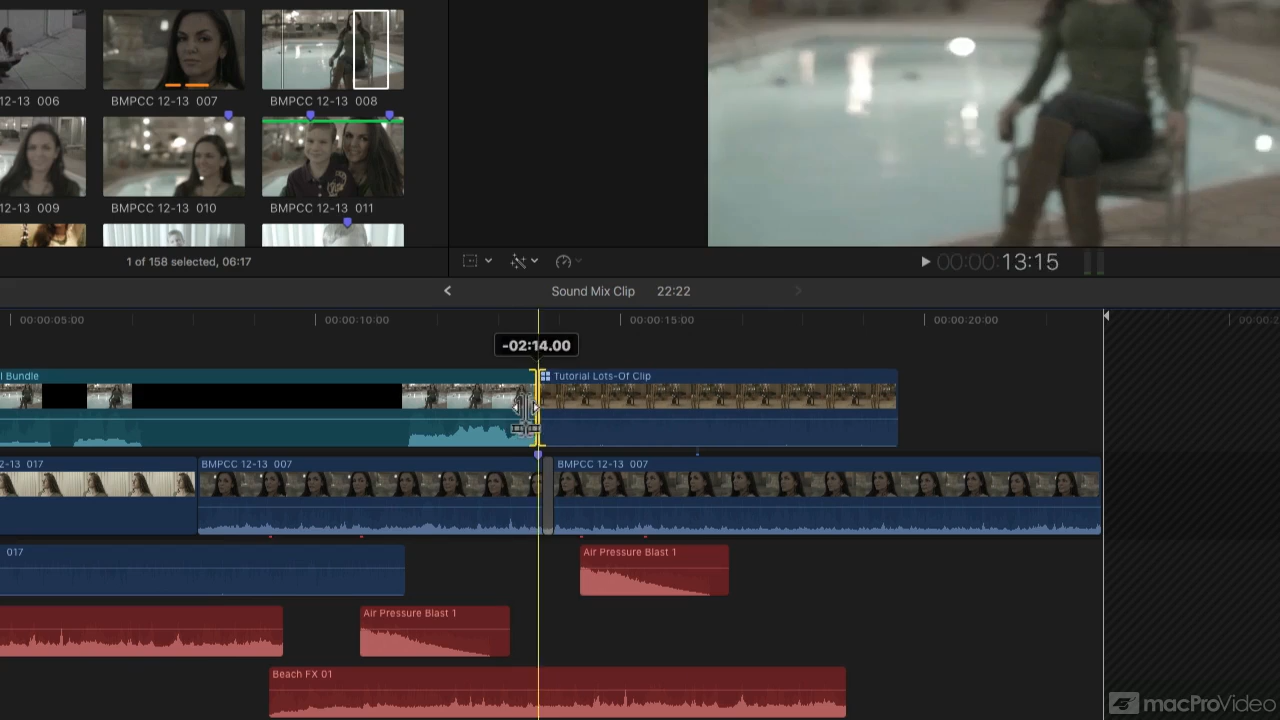 12-13 006
BMPCC 12-13 007
BMPCC 12-13 008
12-13 009
BMPCC 12-13 010
BMPCC 12-13 011
1 of 158 selected, 06:17
00:00:00:13:15
Sound Mix Clip 22:22
00:00:05:00
00:00:10:00
00:00:15:00
00:00:20:00
-02:14.00
l Bundle
Tutorial Lots-Of Clip
2-13 017
BMPCC 12-13 007
BMPCC 12-13 007
017
Air Pressure Blast 1
Air Pressure Blast 1
Beach FX 01
macProVideo